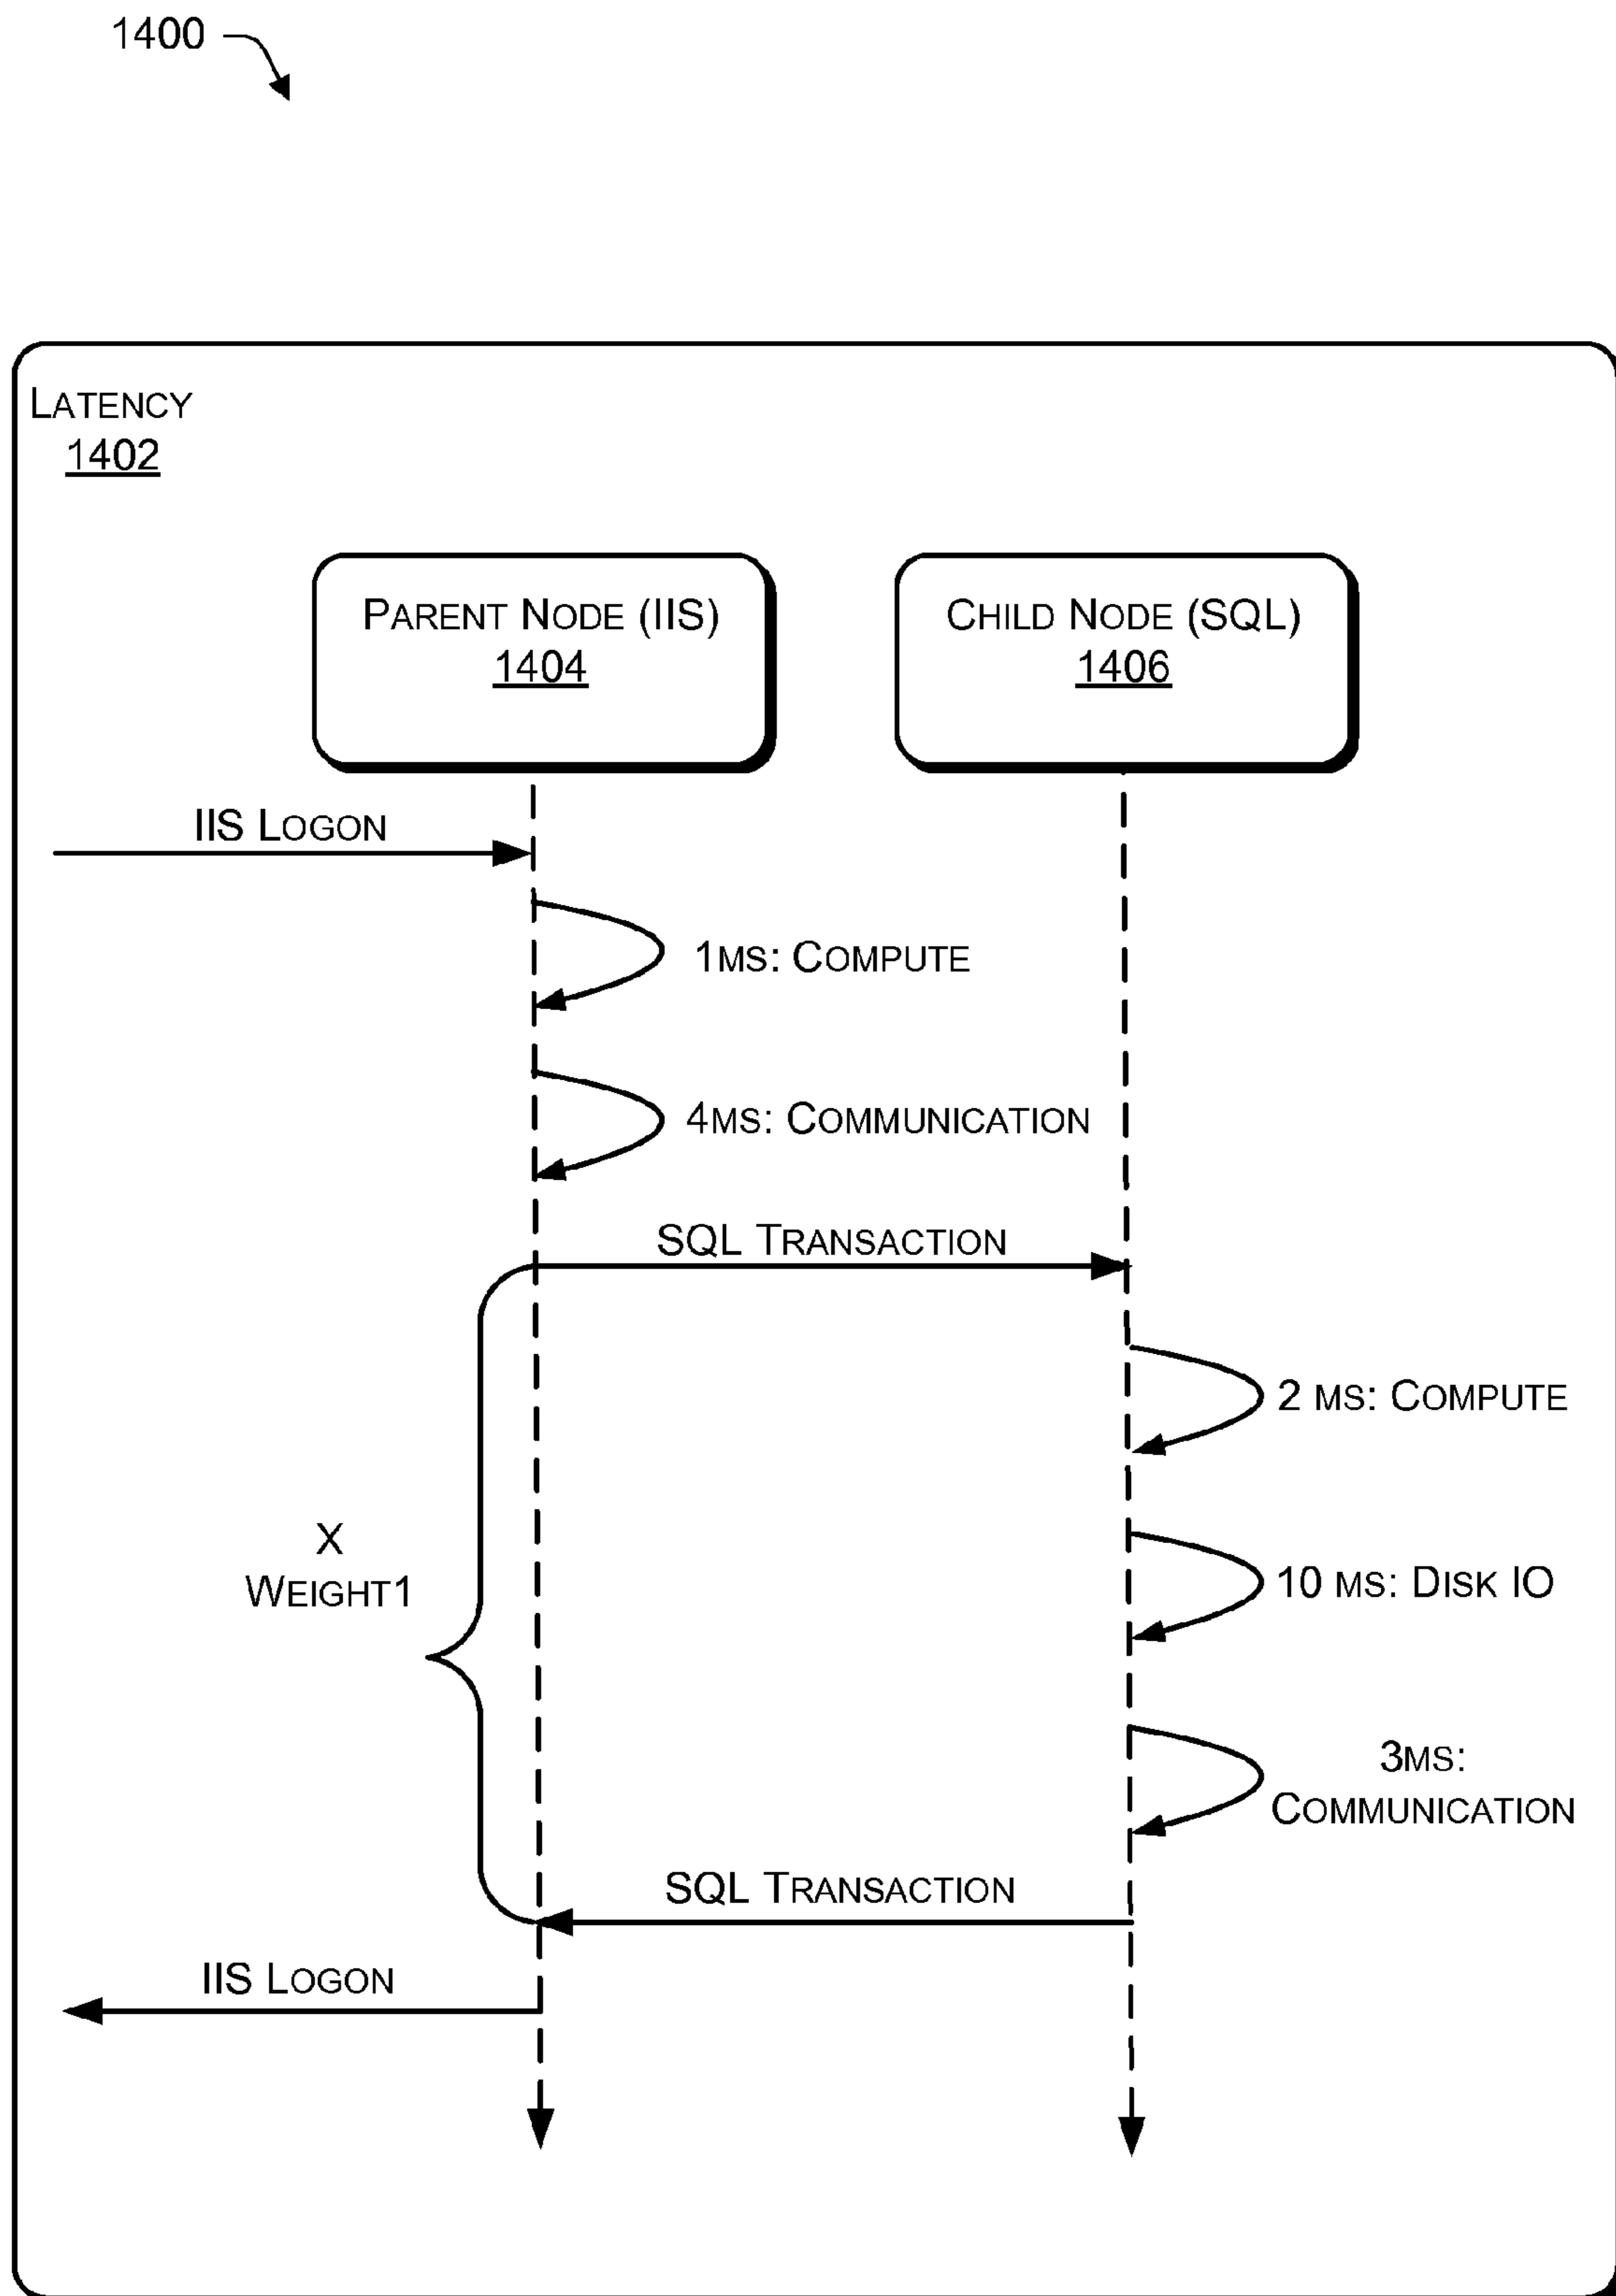 1400
LATENCY
1402
PARENT NODE (IIS)
1404
CHILD NODE (SQL)
1406
IIS LOGON
1MS: COMPUTE
4MS: COMMUNICATION
SQL TRANSACTION
2 MS: COMPUTE
X
WEIGHT1
10 MS: DISK IO
3MS:
COMMUNICATION
SQL TRANSACTION
IIS LOGON